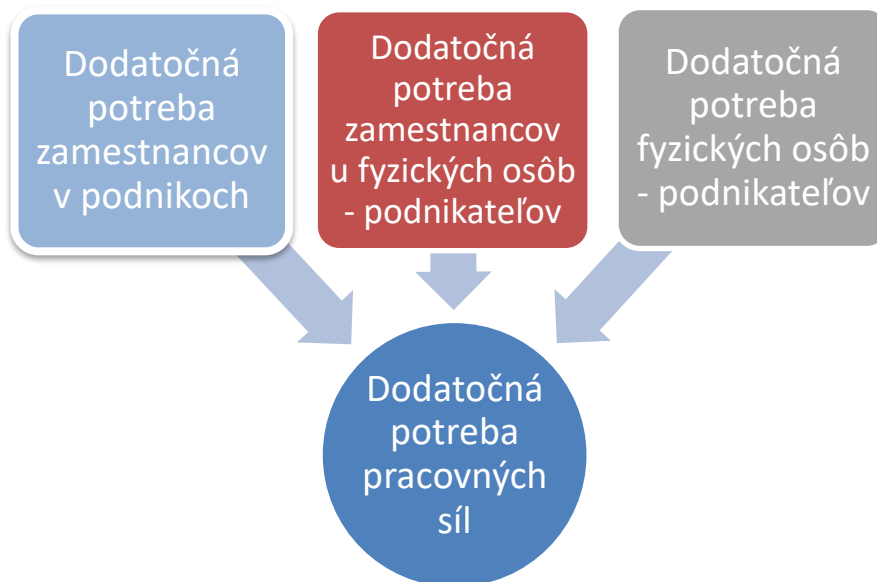 Dodatočná
potreba
zamestnancov
v podnikoch
Dodatočná
potreba
zamestnancov
u fyzických osôb
- podnikateľov
Dodatočná
potreba
fyzických osôb
- podnikateľov
Dodatočná
potreba
pracovných
síl